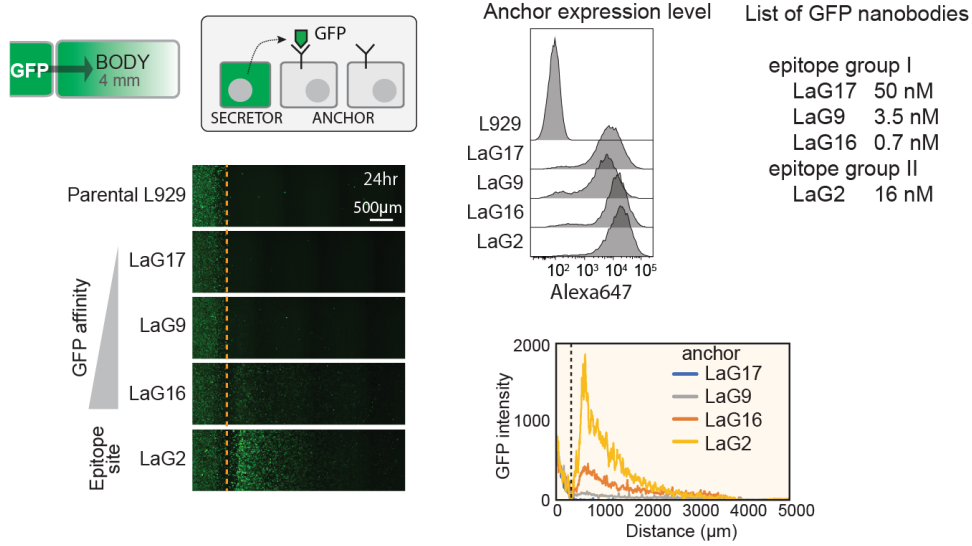 GFP
BODY
4 mm
GFP
SECRETOR
ANCHOR
Parental L929
24hr
500µm
LaG17
LaG9
LaG16
LaG2
GFP affinity
Epitope
site
Anchor expression level
L929
LaG17
LaG9
LaG16
LaG2
10² 10³ 10⁴ 10⁵
Alexa647
List of GFP nanobodies
epitope group I
LaG17 50 nM
LaG9 3.5 nM
LaG16 0.7 nM
epitope group II
LaG2 16 nM
2000
1000
0
GFP intensity
anchor
LaG17
LaG9
LaG16
LaG2
0 1000 2000 3000 4000 5000
Distance (µm)